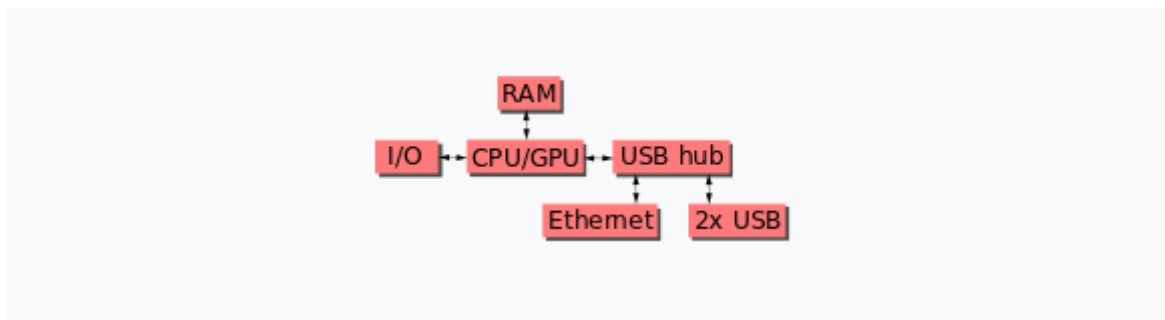 RAM
I/O
CPU/GPU
USB hub
Ethernet
2x USB